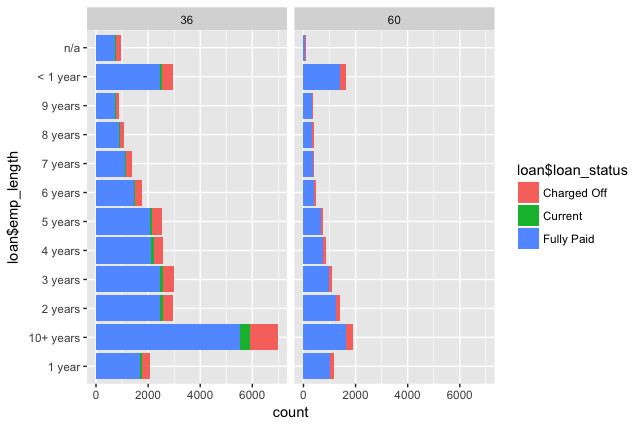 36
60
n/a
< 1 year
9 years
8 years
7 years
6 years
5 years
4 years
3 years
2 years
10+ years
1 year
loan$emp_length
0 2000 4000 6000
0 2000 4000 6000
count
loan$loan_status
Charged Off
Current
Fully Paid